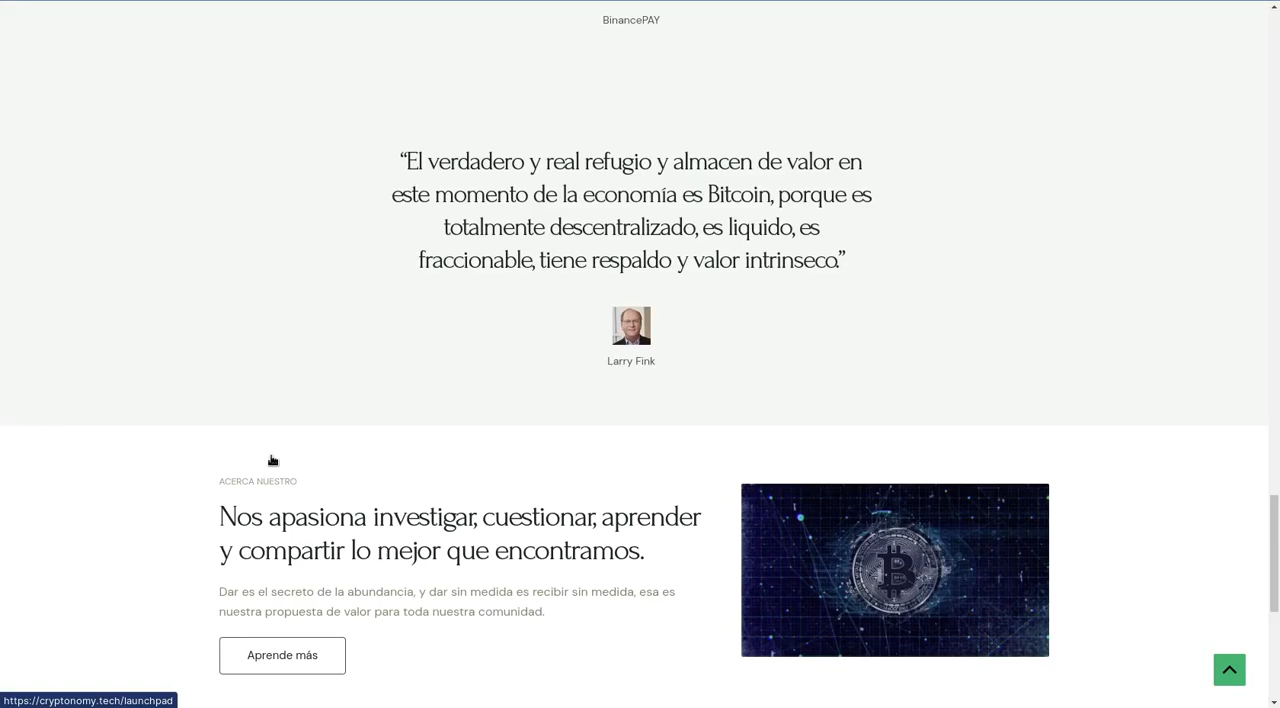 BinancePAY
“El verdadero y real refugio y almacen de valor en
este momento de la economía es Bitcoin, porque es
totalmente descentralizado, es liquido, es
fraccionable, tiene respaldo y valor intrinseco.”
Larry Fink
ACERCA NUESTRO
Nos apasiona investigar, cuestionar, aprender
y compartir lo mejor que encontramos.
Dar es el secreto de la abundancia, y dar sin medida es recibir sin medida, esa es
nuestra propuesta de valor para toda nuestra comunidad.
Aprende más
https://cryptonomy.tech/launchpad